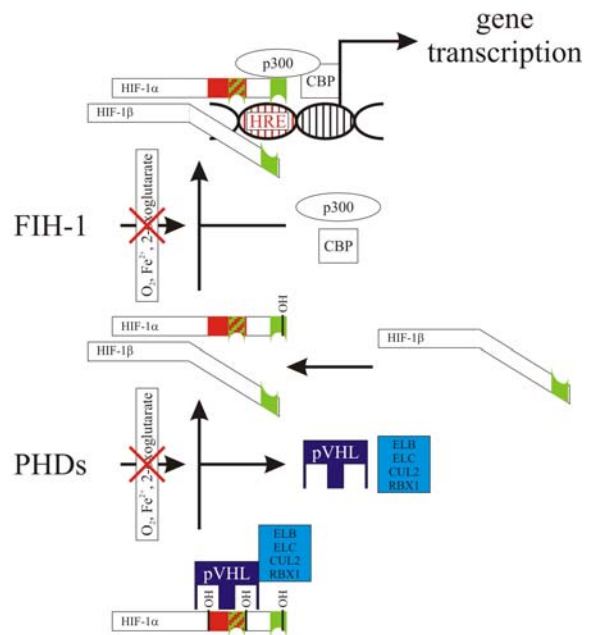 gene
transcription
p300
CBP
HIF-1α
HIF-1β
HRE
FIH-1
O₂, Fe²⁺, 2-oxoglutarate
p300
CBP
OH
HIF-1α
HIF-1β
HIF-1β
PHDs
O₂, Fe²⁺, 2-oxoglutarate
pVHL
ELB
ELC
CUL2
RBX1
ELB
ELC
CUL2
RBX1
pVHL
OH
OH
OH
HIF-1α